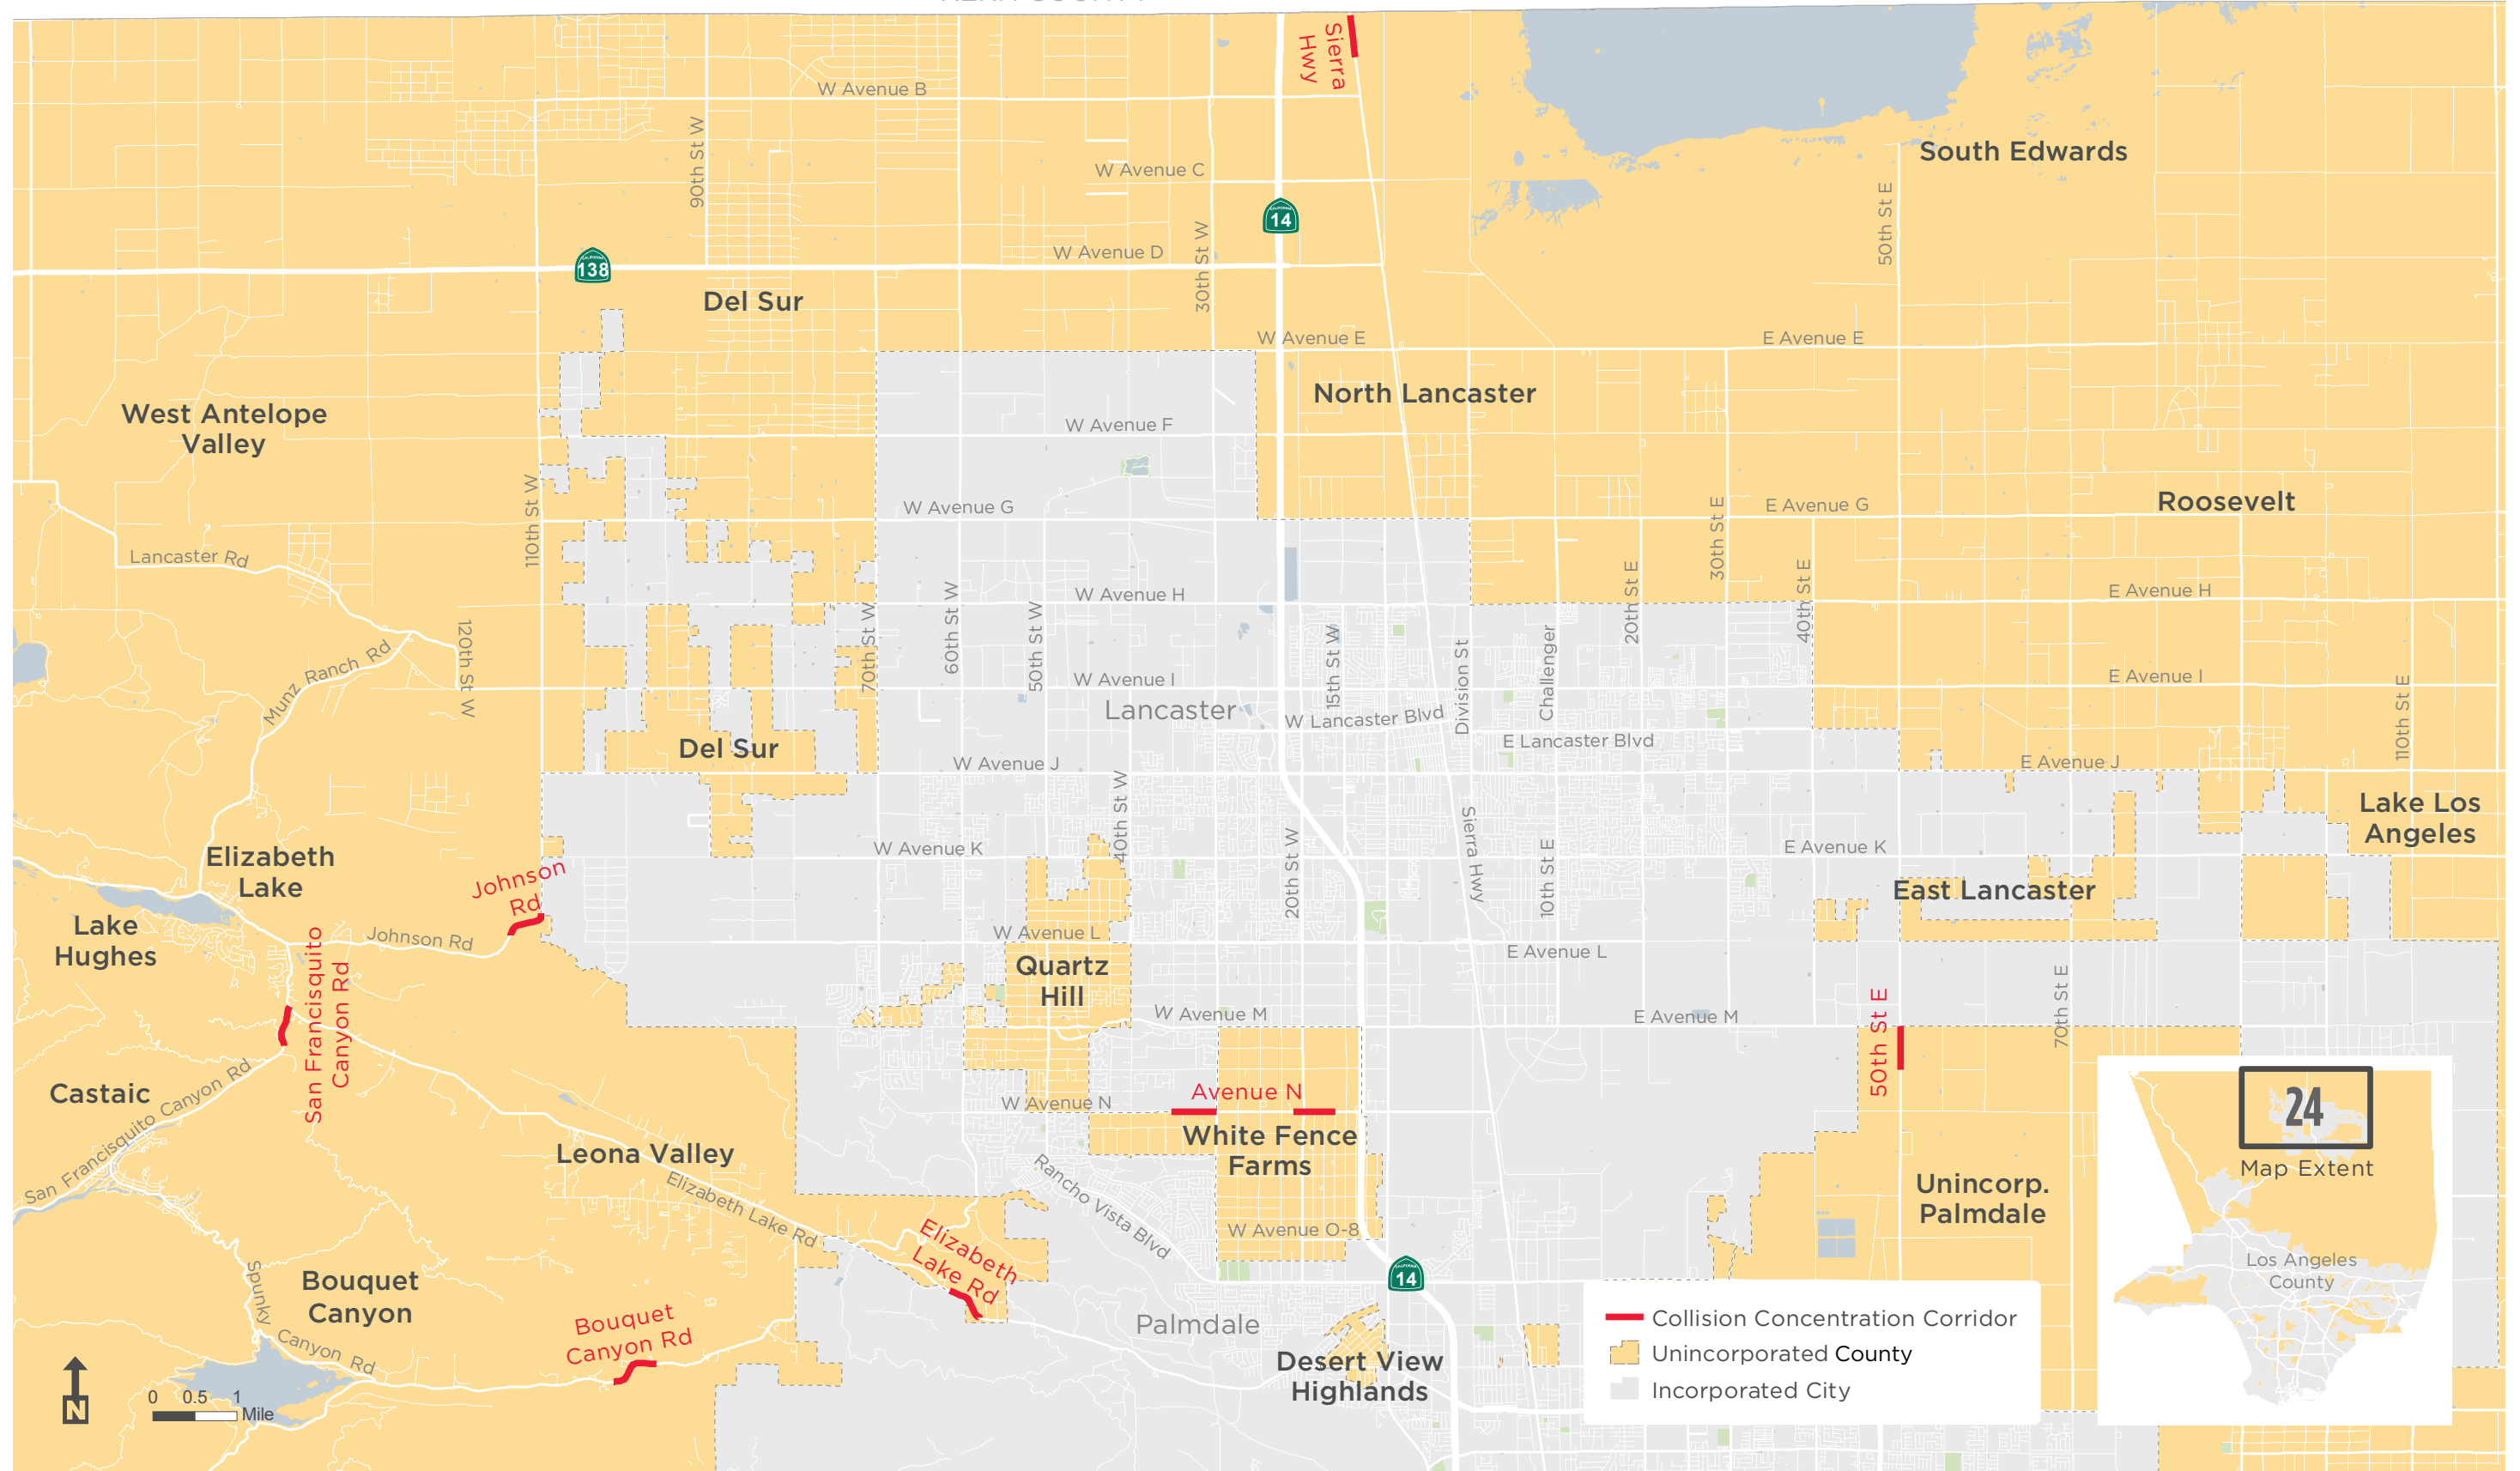 Sierra
Hwy
W Avenue B
90th St W
W Avenue C
South Edwards
50th St E
14
30th St W
W Avenue D
138
Del Sur
W Avenue E
E Avenue E
North Lancaster
West Antelope
Valley
W Avenue F
110th St W
W Avenue G
30th St E
E Avenue G
Roosevelt
Lancaster Rd
20th St E
40th St E
W Avenue H
E Avenue H
120th St W
70th St W
60th St W
50th St W
15th St W
Division St
Challenger
Munz Ranch Rd
W Avenue I
E Avenue I
110th St E
Lancaster
W Lancaster Blvd
E Lancaster Blvd
Del Sur
W Avenue J
E Avenue J
40th St W
Lake Los
Angeles
Sierra Hwy
Elizabeth
Lake
W Avenue K
E Avenue K
20th St W
10th St E
Johnson
Rd
East Lancaster
Lake
Hughes
Johnson Rd
W Avenue L
E Avenue L
San Francisquito
Canyon Rd
Quartz
Hill
W Avenue M
E Avenue M
50th St E
70th St E
Castaic
San Francisquito Canyon Rd
W Avenue N
Avenue N
White Fence
Farms
Leona Valley
Elizabeth Lake Rd
Rancho Vista Blvd
W Avenue O-8
Unincorp.
Palmdale
24
Map Extent
Los Angeles
County
Elizabeth
Lake Rd
14
Spunky Canyon Rd
Bouquet
Canyon
Bouquet
Canyon Rd
Palmdale
Desert View
Highlands
Collision Concentration Corridor
Unincorporated County
Incorporated City
N
0 0.5 1
Mile